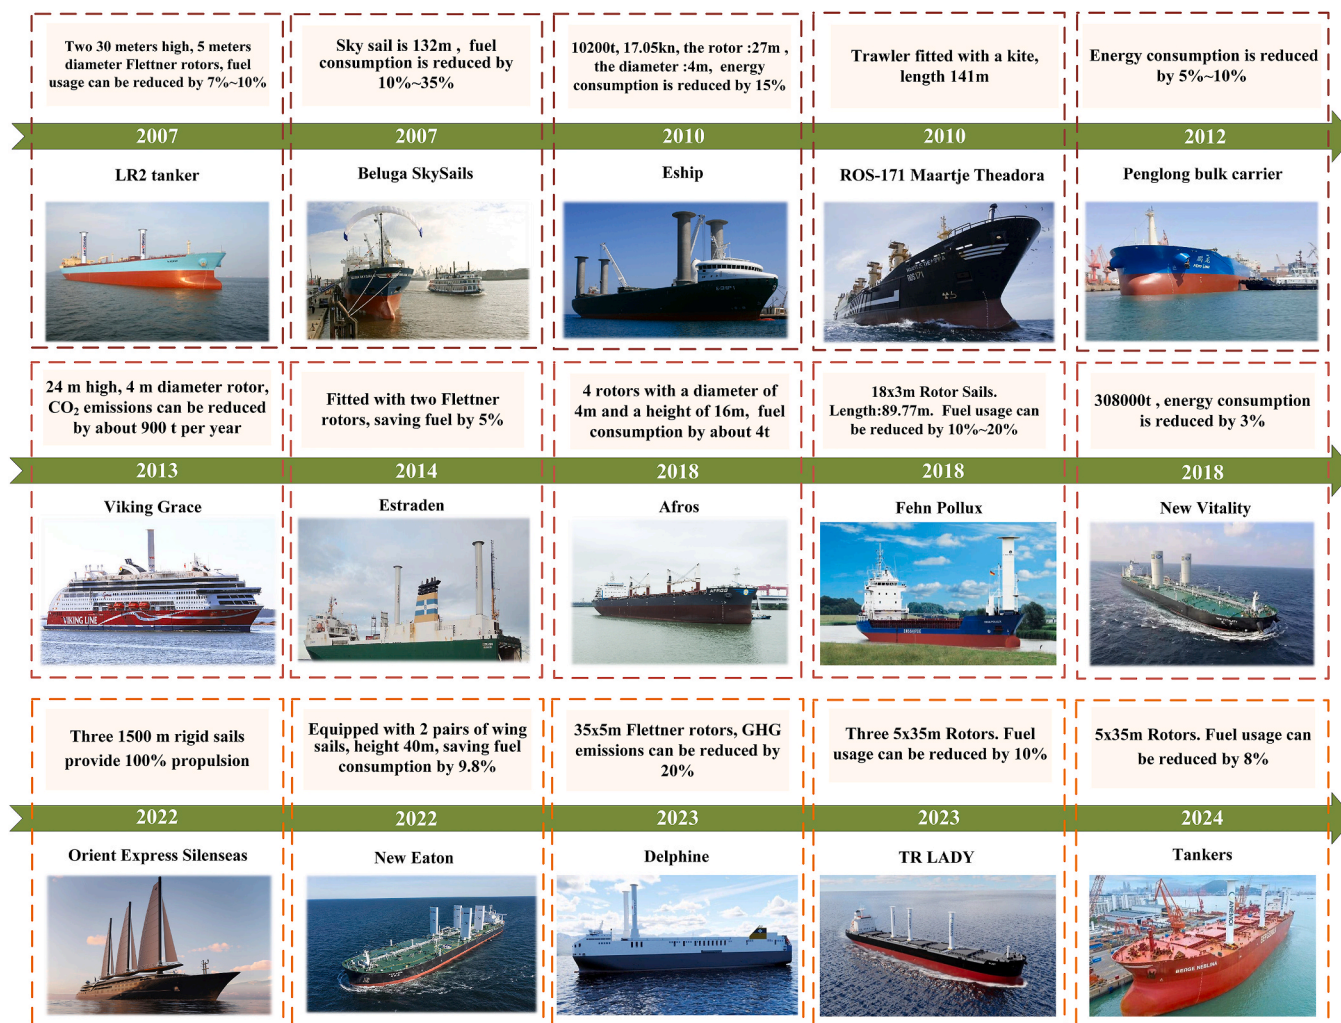 Two 30 meters high, 5 meters
diameter Flettner rotors, fuel
usage can be reduced by 7%~10%
Sky sail is 132m , fuel
consumption is reduced by
10%~35%
10200t, 17.05kn, the rotor :27m ,
the diameter :4m, energy
consumption is reduced by 15%
Trawler fitted with a kite,
length 141m
Energy consumption is reduced
by 5%~10%
2007
2007
2010
2010
2012
LR2 tanker
Beluga SkySails
Eship
ROS-171 Maartje Theadora
Penglong bulk carrier
24 m high, 4 m diameter rotor,
CO₂ emissions can be reduced
by about 900 t per year
Fitted with two Flettner
rotors, saving fuel by 5%
4 rotors with a diameter of
4m and a height of 16m, fuel
consumption by about 4t
18x3m Rotor Sails.
Length:89.77m. Fuel usage can
be reduced by 10%~20%
308000t , energy consumption
is reduced by 3%
2013
2014
2018
2018
2018
Viking Grace
Estraden
Afros
Fehn Pollux
New Vitality
VIKING LINE
AFROS
Three 1500 m rigid sails
provide 100% propulsion
Equipped with 2 pairs of wing
sails, height 40m, saving fuel
consumption by 9.8%
35x5m Flettner rotors, GHG
emissions can be reduced by
20%
Three 5x35m Rotors. Fuel
usage can be reduced by 10%
5x35m Rotors. Fuel usage can
be reduced by 8%
2022
2022
2023
2023
2024
Orient Express Silenseas
New Eaton
Delphine
TR LADY
Tankers
BERGE NEBLINA